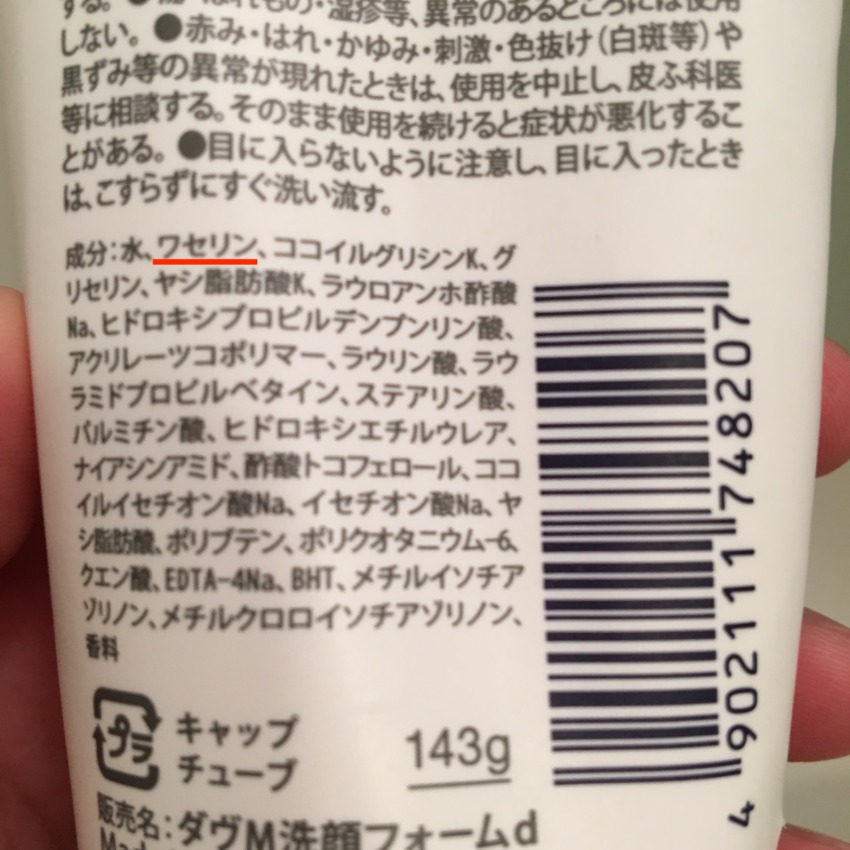 する。●傷・はれもの・湿疹等、異常のあるところには使用
しない。●赤み・はれ・かゆみ・刺激・色抜け(白斑等)や
黒ずみ等の異常が現れたときは、使用を中止し、皮ふ科医
等に相談する。そのまま使用を続けると症状が悪化するこ
とがある。●目に入らないように注意し、目に入ったとき
は、こすらずにすぐ洗い流す。
成分:水、ワセリン、ココイルグリシンK、グ
リセリン、ヤシ脂肪酸K、ラウロアンホ酢酸
Na、ヒドロキシプロピルデンプンリン酸、
アクリレーツコポリマー、ラウリン酸、ラウ
ラミドプロピルベタイン、ステアリン酸、
パルミチン酸、ヒドロキシエチルウレア、
ナイアシンアミド、酢酸トコフェロール、ココ
イルイセチオン酸Na、イセチオン酸Na、ヤ
シ脂肪酸、ポリブテン、ポリクオタニウム-6、
クエン酸、EDTA-4Na、BHT、メチルイソチア
ゾリノン、メチルクロロイソチアゾリノン、
香料
プラ
キャップ
チューブ
143g
販売名:ダヴM洗顔フォームd
Made
4 902111 748207